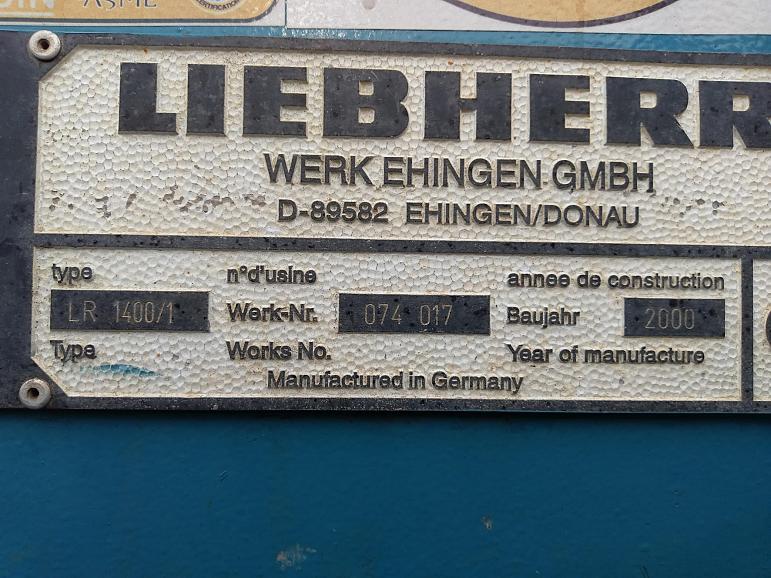 ASME
LIEBHERR
WERK EHINGEN GMBH
D-89582 EHINGEN/DONAU
type n°d'usine annee de construction
LR 1400/1 Werk-Nr. 074 017 Baujahr 2000
Type Works No. Year of manufacture
Manufactured in Germany